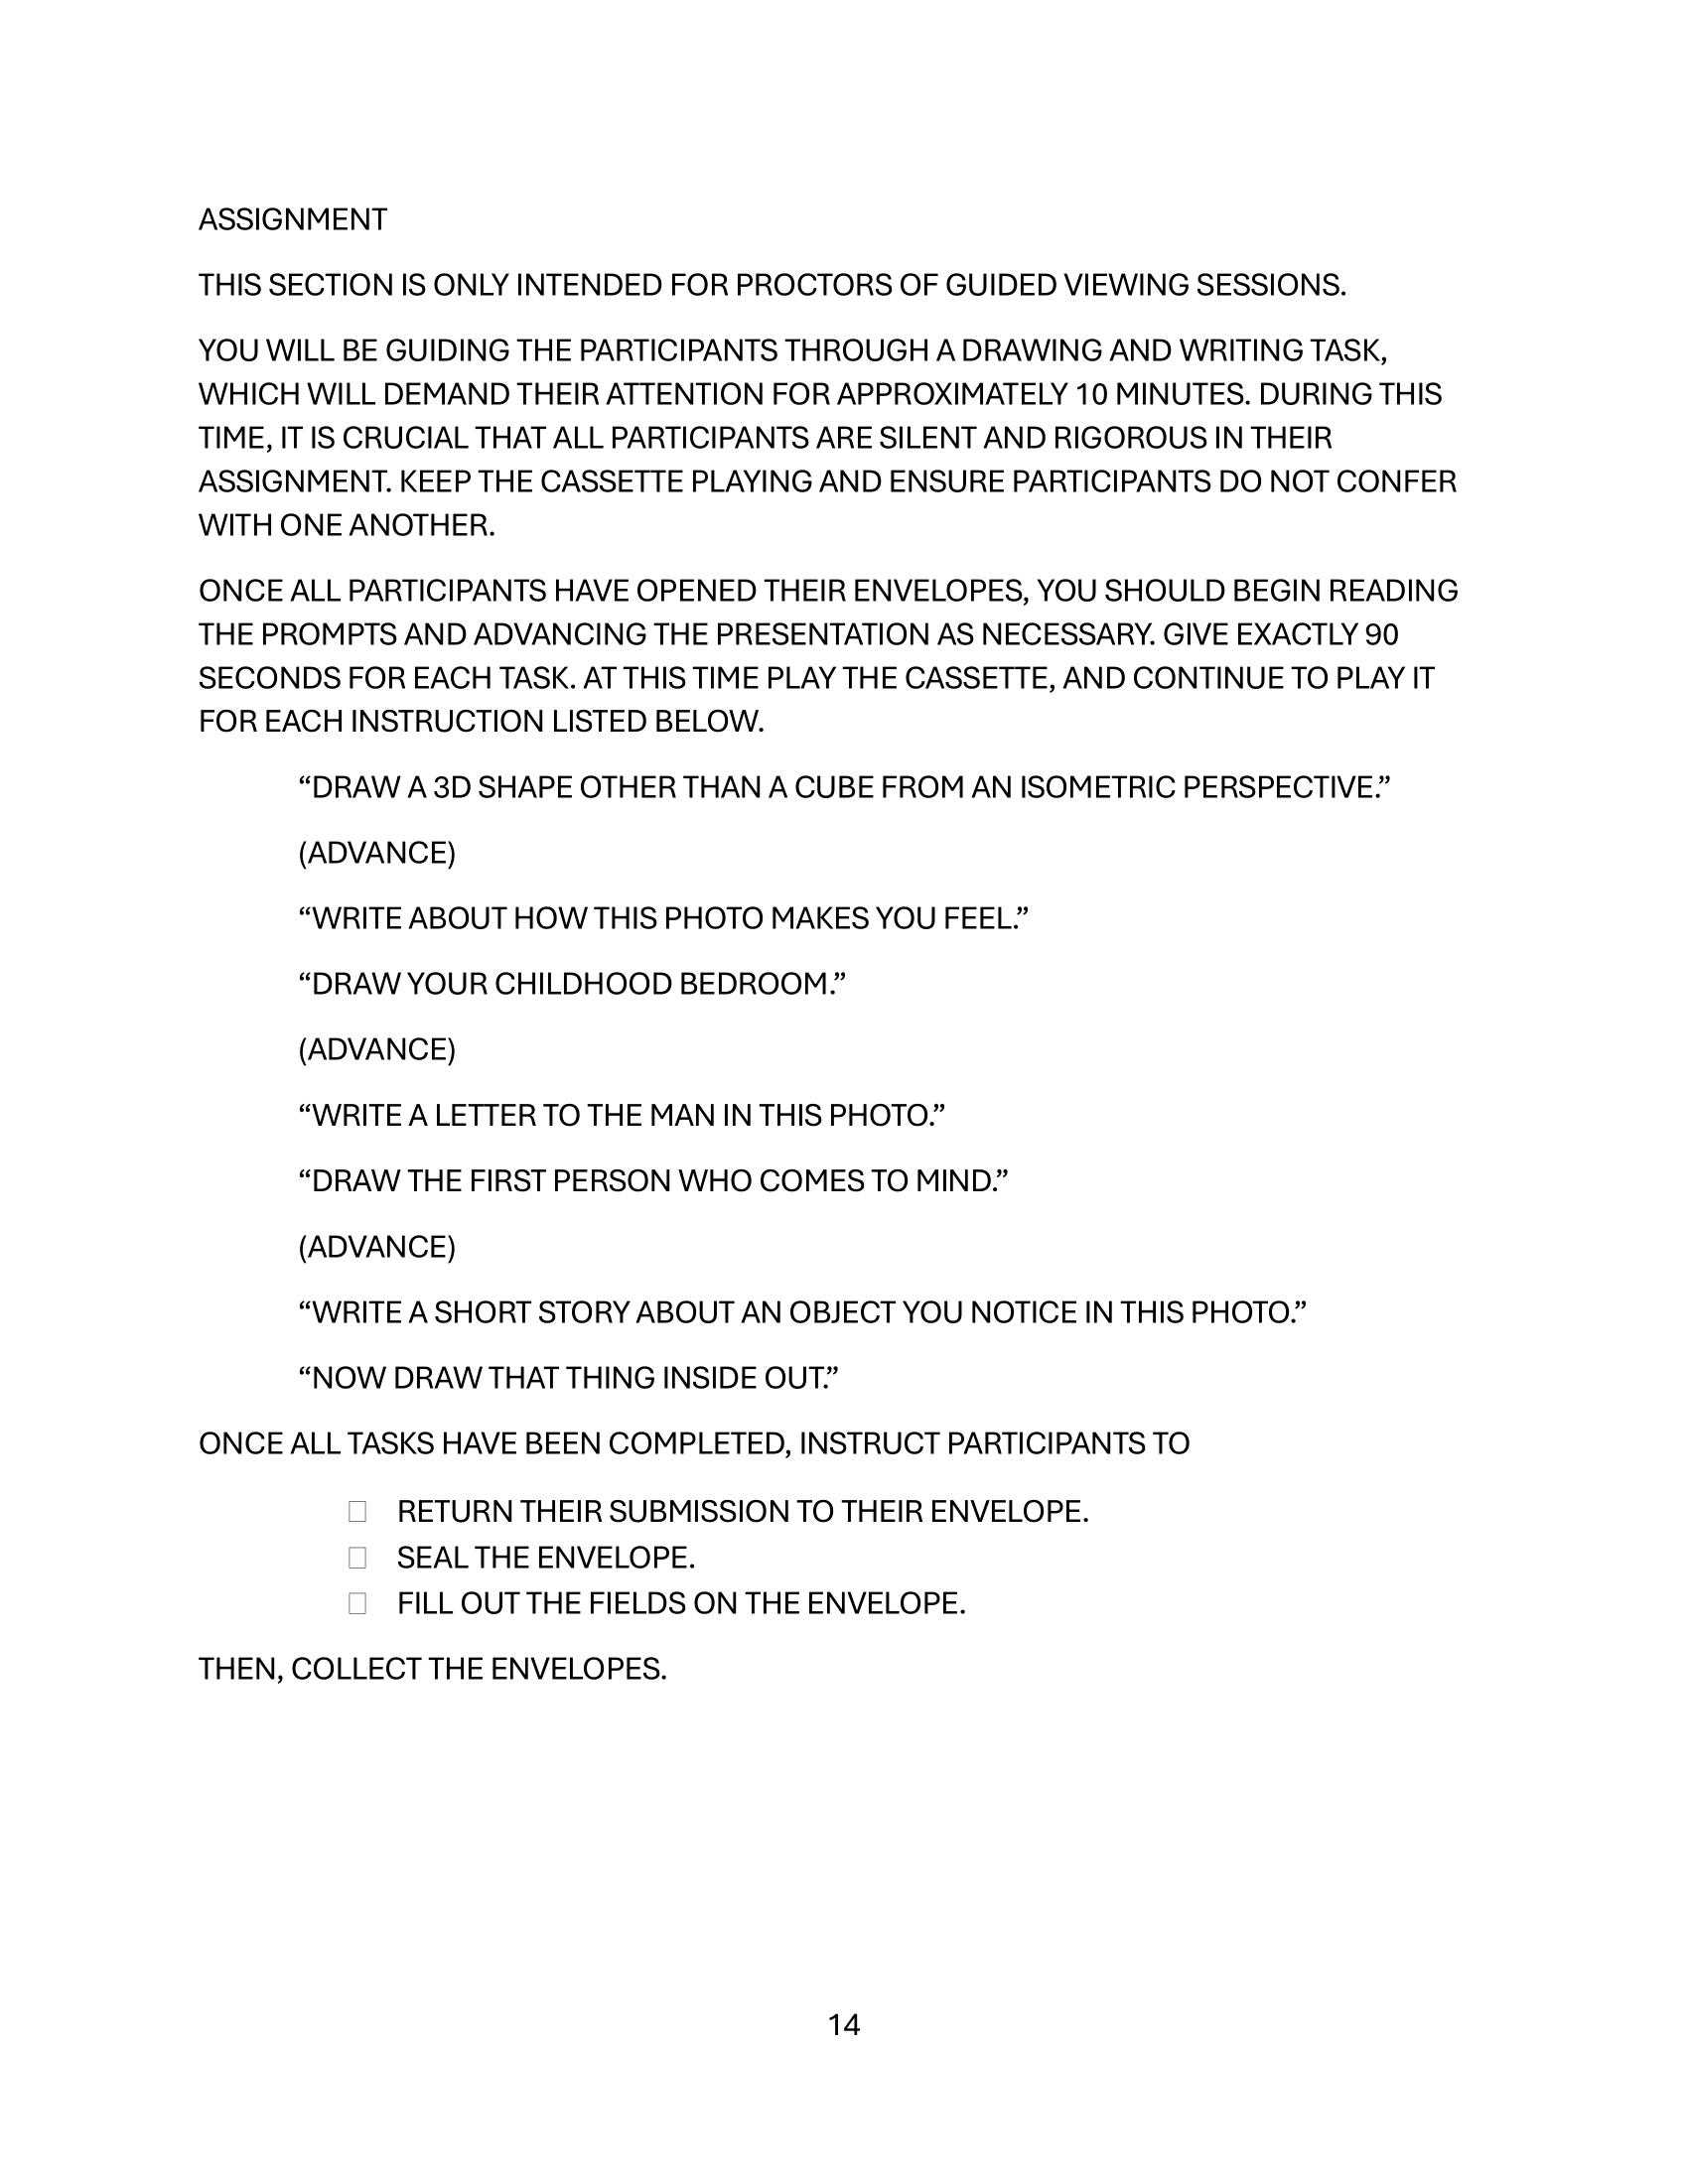 ASSIGNMENT
THIS SECTION IS ONLY INTENDED FOR PROCTORS OF GUIDED VIEWING SESSIONS.
YOU WILL BE GUIDING THE PARTICIPANTS THROUGH A DRAWING AND WRITING TASK,
WHICH WILL DEMAND THEIR ATTENTION FOR APPROXIMATELY 10 MINUTES. DURING THIS
TIME, IT IS CRUCIAL THAT ALL PARTICIPANTS ARE SILENT AND RIGOROUS IN THEIR
ASSIGNMENT. KEEP THE CASSETTE PLAYING AND ENSURE PARTICIPANTS DO NOT CONFER
WITH ONE ANOTHER.
ONCE ALL PARTICIPANTS HAVE OPENED THEIR ENVELOPES, YOU SHOULD BEGIN READING
THE PROMPTS AND ADVANCING THE PRESENTATION AS NECESSARY. GIVE EXACTLY 90
SECONDS FOR EACH TASK. AT THIS TIME PLAY THE CASSETTE, AND CONTINUE TO PLAY IT
FOR EACH INSTRUCTION LISTED BELOW.
“DRAW A 3D SHAPE OTHER THAN A CUBE FROM AN ISOMETRIC PERSPECTIVE.”
(ADVANCE)
“WRITE ABOUT HOW THIS PHOTO MAKES YOU FEEL.”
“DRAW YOUR CHILDHOOD BEDROOM.”
(ADVANCE)
“WRITE A LETTER TO THE MAN IN THIS PHOTO.”
“DRAW THE FIRST PERSON WHO COMES TO MIND.”
(ADVANCE)
“WRITE A SHORT STORY ABOUT AN OBJECT YOU NOTICE IN THIS PHOTO.”
“NOW DRAW THAT THING INSIDE OUT.”
ONCE ALL TASKS HAVE BEEN COMPLETED, INSTRUCT PARTICIPANTS TO
RETURN THEIR SUBMISSION TO THEIR ENVELOPE.
SEAL THE ENVELOPE.
FILL OUT THE FIELDS ON THE ENVELOPE.
THEN, COLLECT THE ENVELOPES.
14